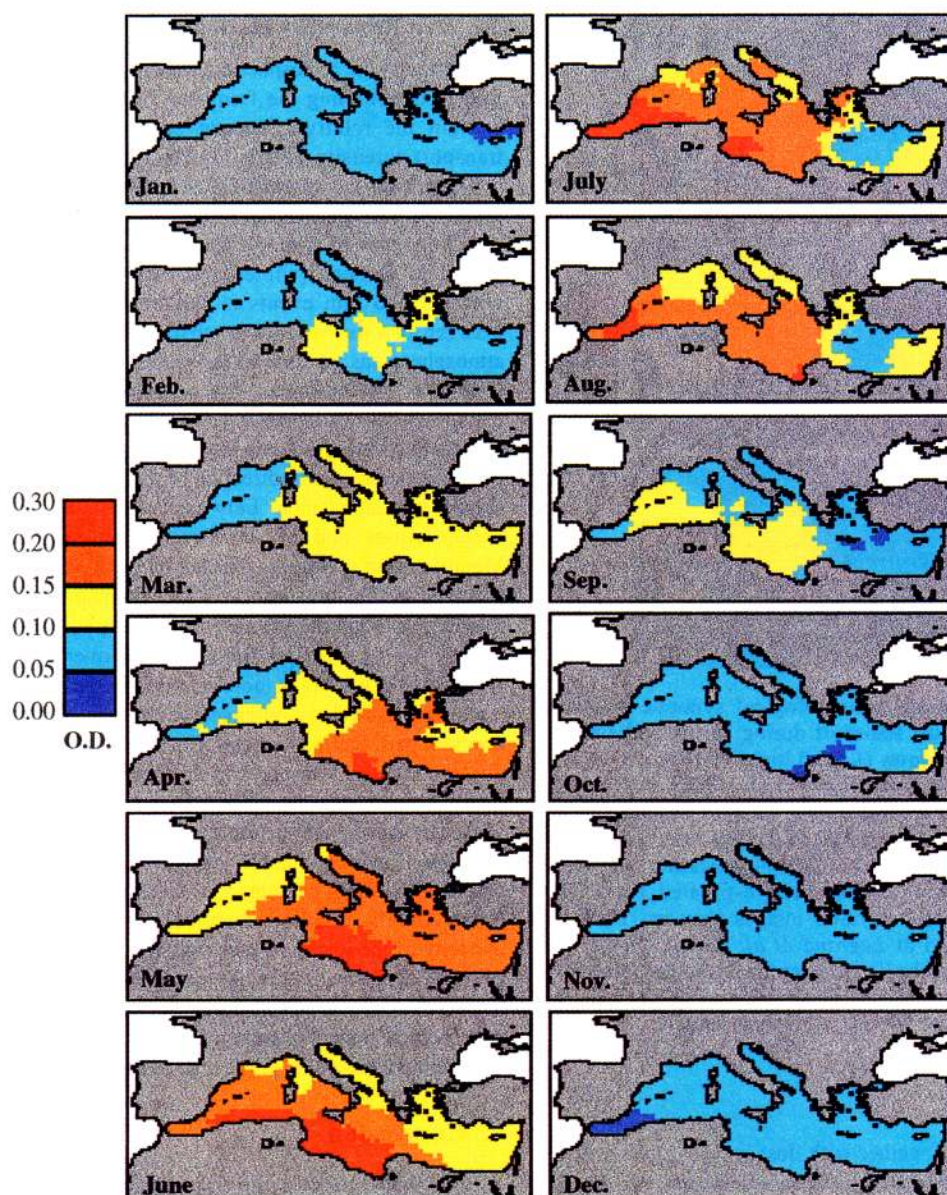 Jan.
Feb.
Mar.
Apr.
May
June
July
Aug.
Sep.
Oct.
Nov.
Dec.
0.30
0.20
0.15
0.10
0.05
0.00
O.D.